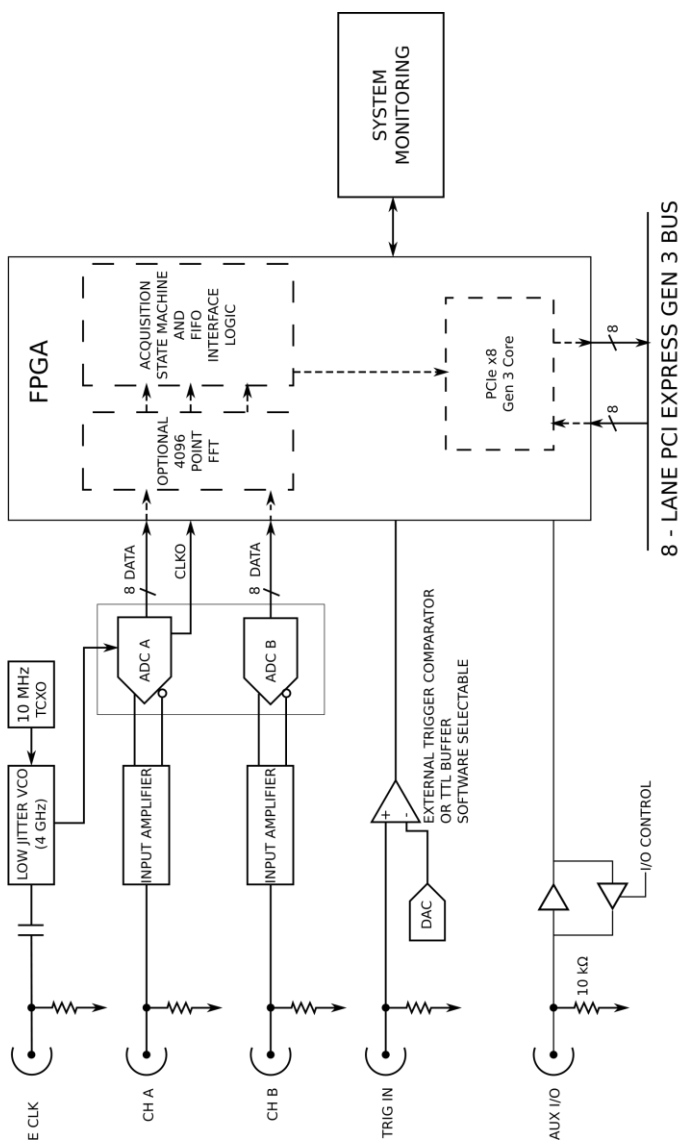 E CLK
LOW JITTER VCO
(4 GHz)
10 MHz
TCXO
CH A
INPUT AMPLIFIER
ADC A
8 DATA
CLKO
CH B
INPUT AMPLIFIER
ADC B
8 DATA
FPGA
OPTIONAL
4096
POINT
FFT
ACQUISITION
STATE MACHINE
AND
FIFO
INTERFACE
LOGIC
SYSTEM
MONITORING
TRIG IN
+
-
DAC
EXTERNAL TRIGGER COMPARATOR
OR TTL BUFFER
SOFTWARE SELECTABLE
PCIe x8
Gen 3 Core
AUX I/O
10 kΩ
I/O CONTROL
8
8
8 - LANE PCI EXPRESS GEN 3 BUS